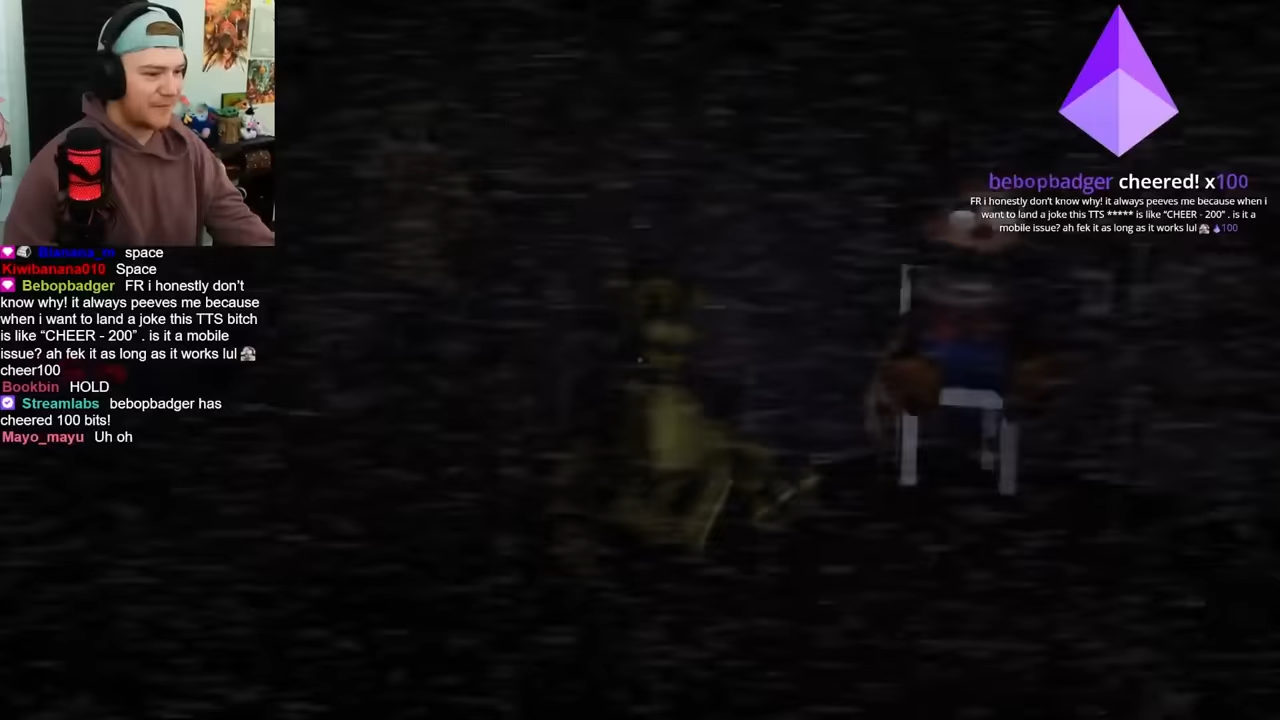 space
Kiwibanana010 Space
Bebopbadger FR i honestly don't
know why! it always peeves me because
when i want to land a joke this TTS bitch
is like “CHEER - 200” . is it a mobile
issue? ah fek it as long as it works lul
cheer100
Bookbin HOLD
Streamlabs bebopbadger has
cheered 100 bits!
Mayo_mayu Uh oh
bebopbadger cheered! x100
FR i honestly don’t know why! it always peeves me because when i
want to land a joke this TTS ***** is like “CHEER - 200” . is it a
mobile issue? ah fek it as long as it works lul 100